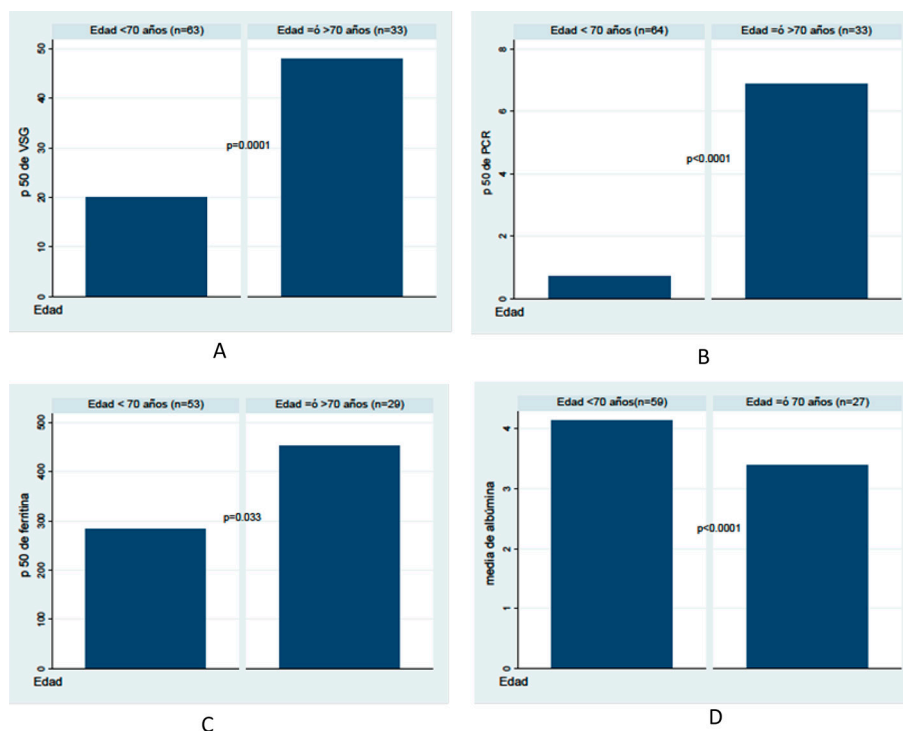 Edad <70 años (n=63) Edad =ó >70 años (n=33)
p 50 de VSG
50
40
30
20
10
0
p=0.0001
Edad
A
Edad < 70 años (n=64) Edad =ó >70 años (n=33)
p 50 de PCR
8
6
4
2
0
p<0.0001
Edad
B
Edad < 70 años (n=53) Edad =ó >70 años (n=29)
p 50 de ferritina
500
400
300
200
100
0
p=0.033
Edad
C
Edad <70 años(n=59) Edad =ó 70 años (n=27)
media de albúmina
4
3
2
1
0
p<0.0001
Edad
D